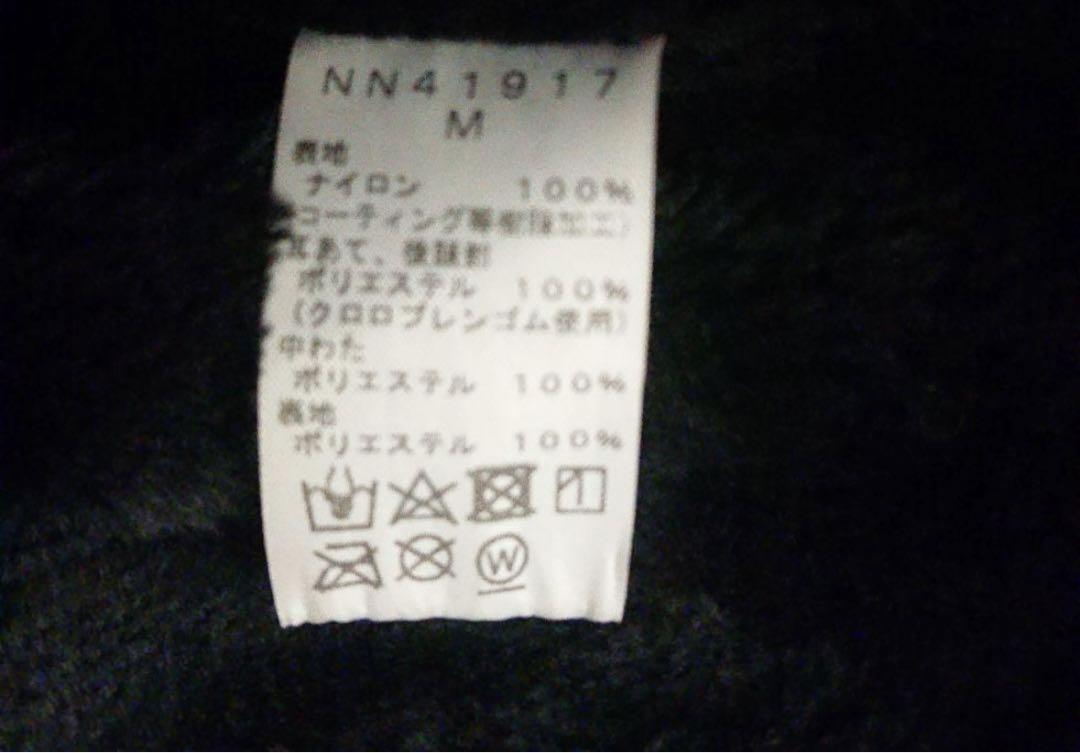 NN41917
M
表地
ナイロン 100%
コーティング等樹脂加工)
耳あて、後頭部
ポリエステル 100%
(クロロプレンゴム使用)
中わた
ポリエステル 100%
表地
ポリエステル 100%
W